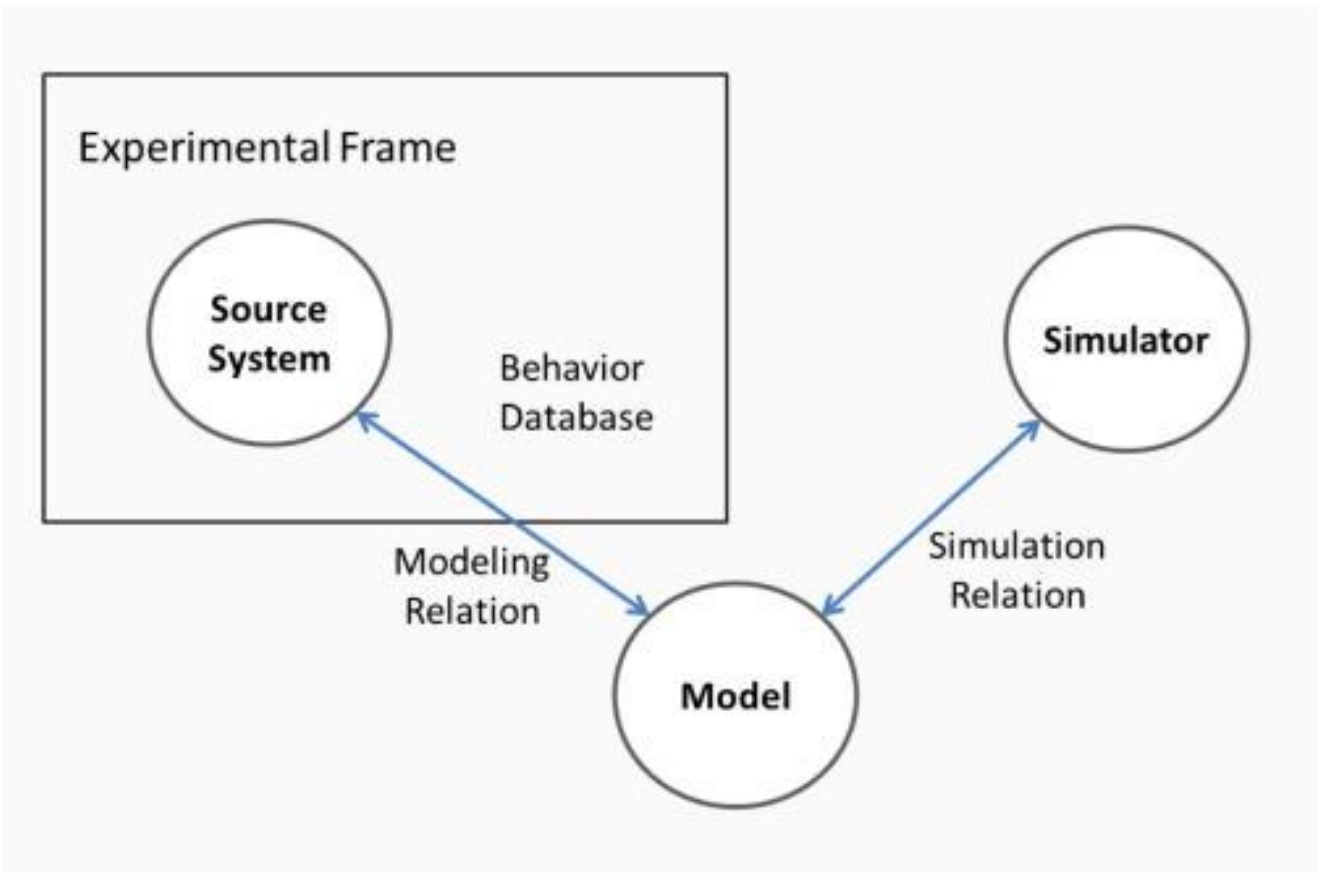 Experimental Frame
Source
System
Behavior
Database
Simulator
Modeling
Relation
Simulation
Relation
Model